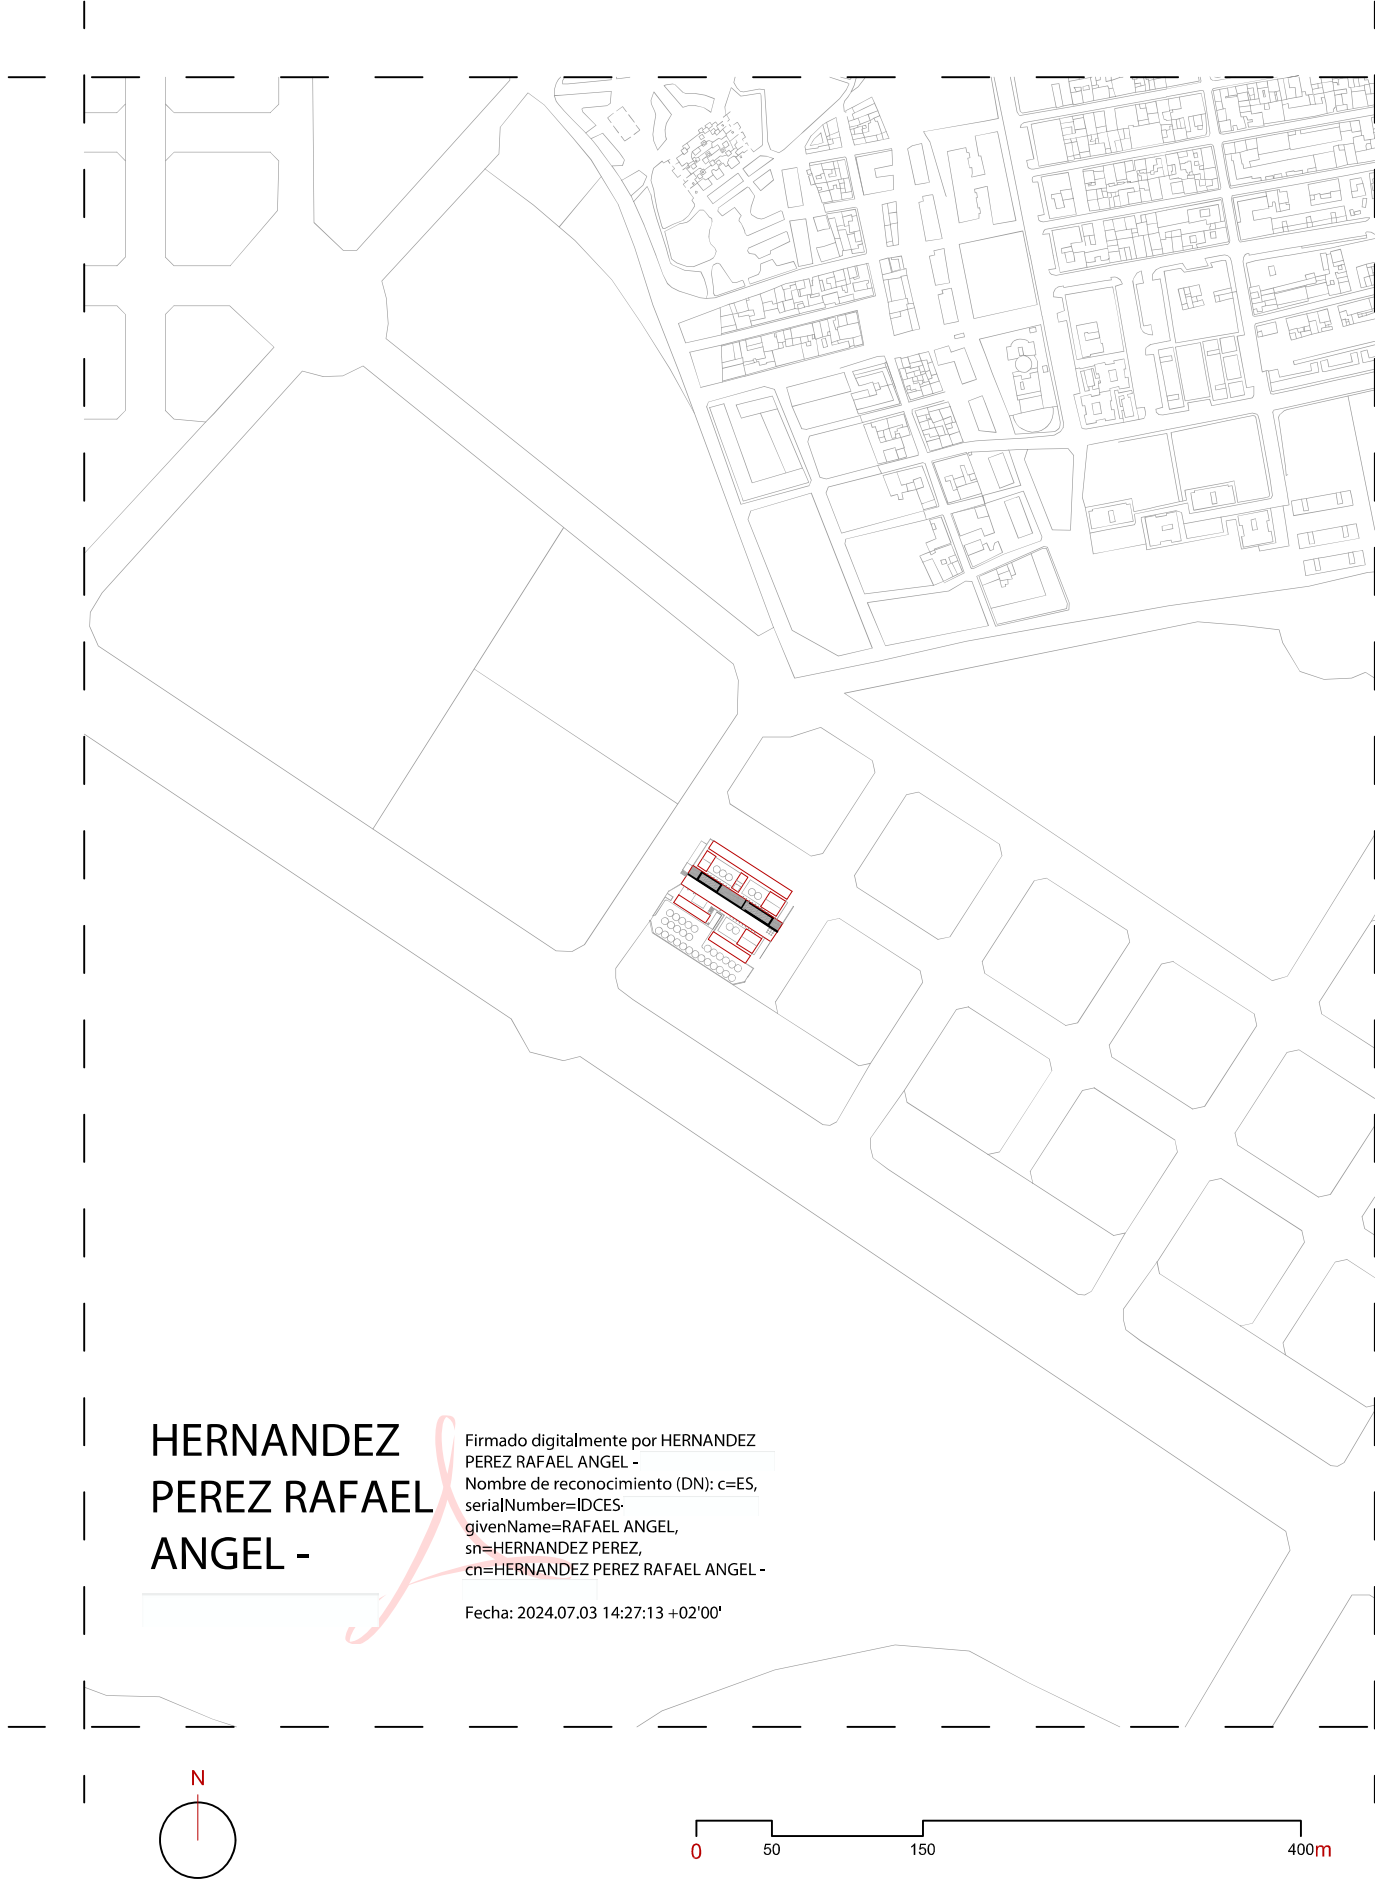 HERNANDEZ
PEREZ RAFAEL
ANGEL -
Firmado digitalmente por HERNANDEZ
PEREZ RAFAEL ANGEL -
Nombre de reconocimiento (DN): c=ES,
serialNumber=IDCES-
givenName=RAFAEL ANGEL,
sn=HERNANDEZ PEREZ,
cn=HERNANDEZ PEREZ RAFAEL ANGEL -
Fecha: 2024.07.03 14:27:13 +02'00'
N
0 50 150 400m